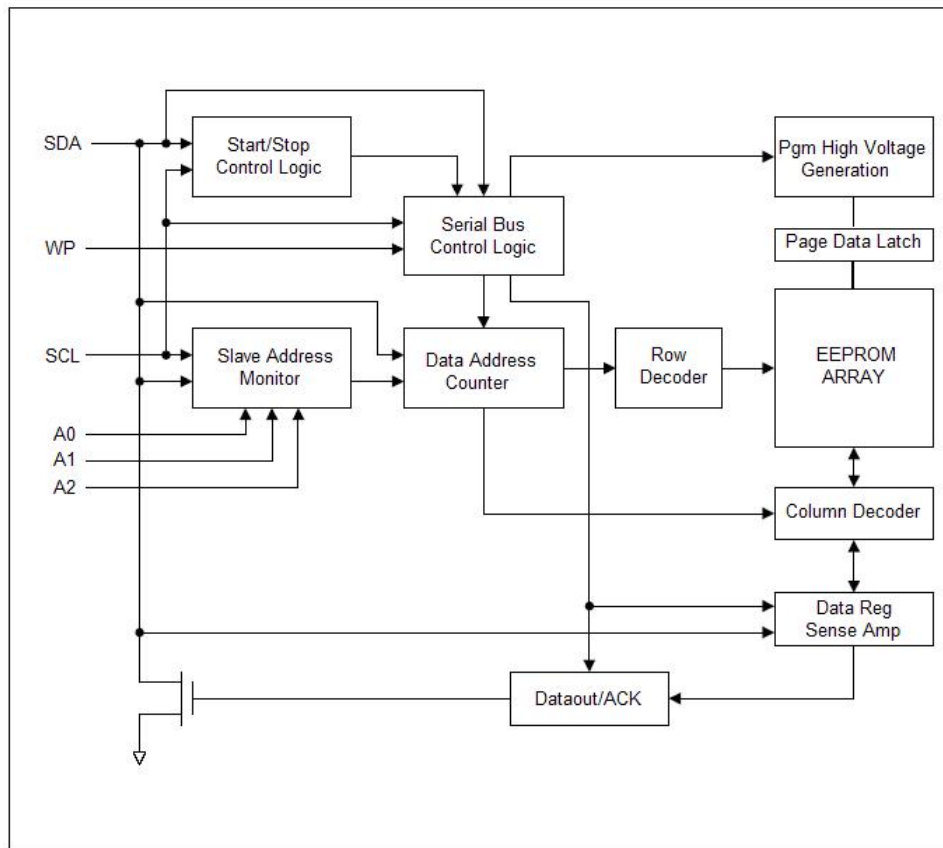 SDA
Start/Stop
Control Logic
Pgm High Voltage
Generation
WP
Serial Bus
Control Logic
Page Data Latch
SCL
Slave Address
Monitor
Data Address
Counter
Row
Decoder
EEPROM
ARRAY
A0
A1
A2
Column Decoder
Data Reg
Sense Amp
Dataout/ACK